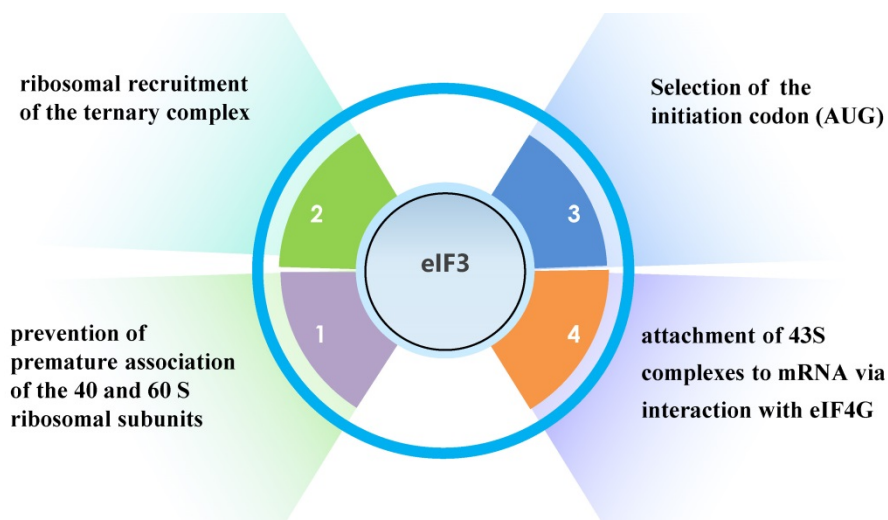 ribosomal recruitment
of the ternary complex
Selection of the
initiation codon (AUG)
2
3
eIF3
1
4
prevention of
premature association
of the 40 and 60 S
ribosomal subunits
attachment of 43S
complexes to mRNA via
interaction with eIF4G